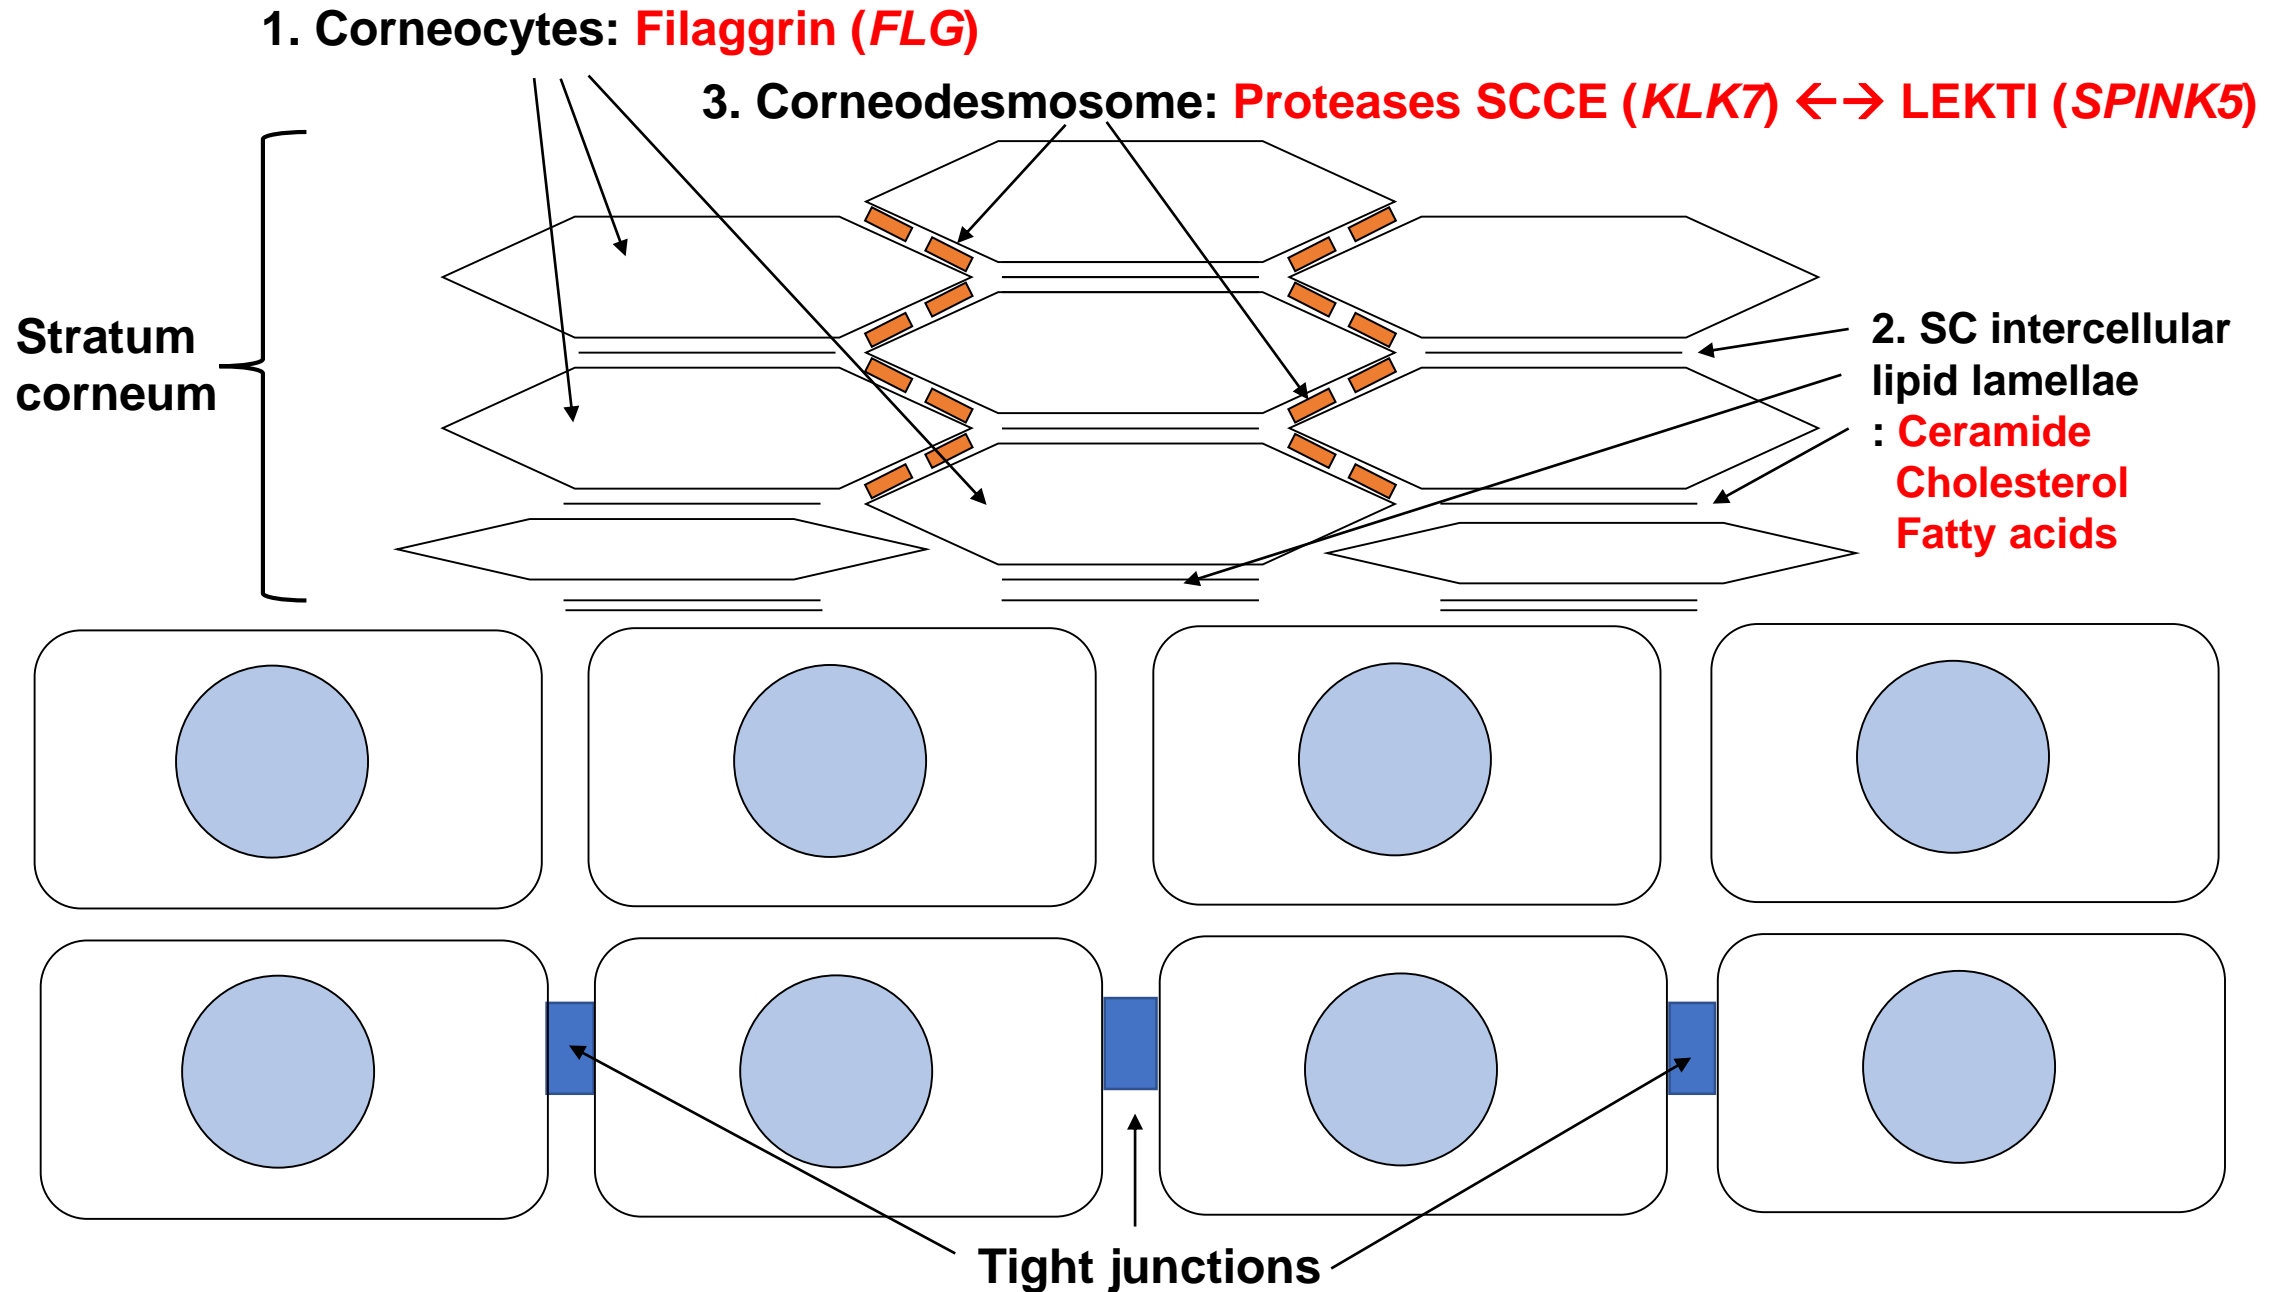 1. Corneocytes: Filaggrin (FLG)
3. Corneodesmosome: Proteases SCCE (KLK7) ←→ LEKTI (SPINK5)
Stratum
corneum
2. SC intercellular
lipid lamellae
: Ceramide
Cholesterol
Fatty acids
Tight junctions